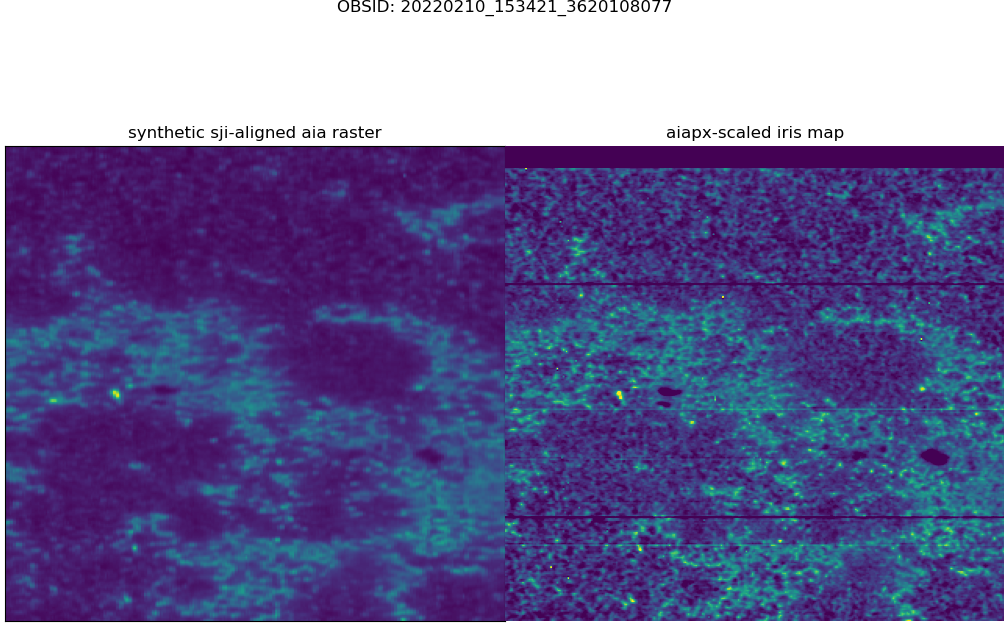 OBSID: 20220210_153421_3620108077
synthetic sji-aligned aia raster
aiapx-scaled iris map